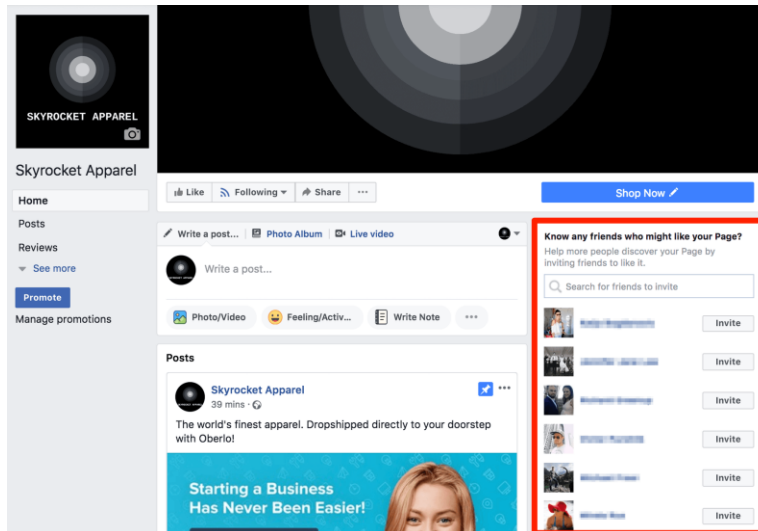 SKYROCKET APPAREL
Skyrocket Apparel
Home
Posts
Reviews
See more
Promote
Manage promotions
Like
Following
Share
Shop Now
Write a post...
Photo Album
Live video
Write a post...
Photo/Video
Feeling/Activ...
Write Note
Posts
Skyrocket Apparel
39 mins ·
The world's finest apparel. Dropshipped directly to your doorstep
with Oberlo!
Starting a Business
Has Never Been Easier!
Know any friends who might like your Page?
Help more people discover your Page by
inviting friends to like it.
Search for friends to invite
Invite
Invite
Invite
Invite
Invite
Invite